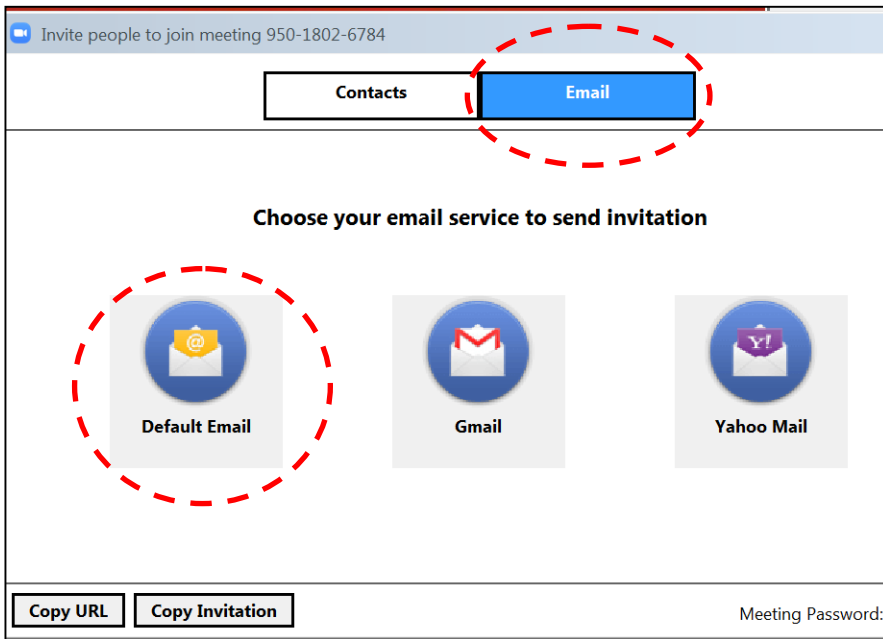 Invite people to join meeting 950-1802-6784
Contacts Email
Choose your email service to send invitation
@ Y!
Default Email Gmail Yahoo Mail
Copy URL Copy Invitation Meeting Password: